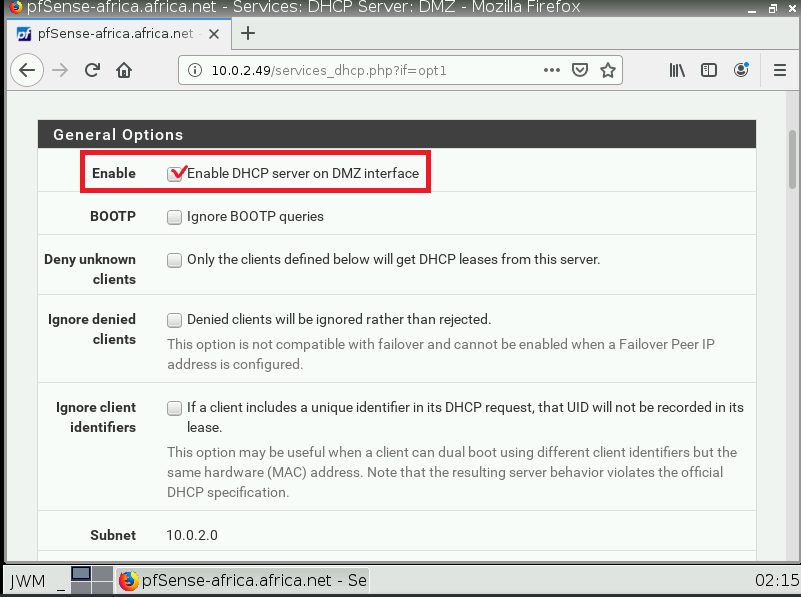 pfSense-africa.africa.net - Services: DHCP Server: DMZ - Mozilla Firefox
pfSense-africa.africa.net -
10.0.2.49/services_dhcp.php?if=opt1
General Options
Enable Enable DHCP server on DMZ interface
BOOTP Ignore BOOTP queries
Deny unknown
clients
Only the clients defined below will get DHCP leases from this server.
Ignore denied
clients
Denied clients will be ignored rather than rejected.
This option is not compatible with failover and cannot be enabled when a Failover Peer IP
address is configured.
Ignore client
identifiers
If a client includes a unique identifier in its DHCP request, that UID will not be recorded in its
lease.
This option may be useful when a client can dual boot using different client identifiers but the
same hardware (MAC) address. Note that the resulting server behavior violates the official
DHCP specification.
Subnet 10.0.2.0
JWM _ pfSense-africa.africa.net - Se 02:15